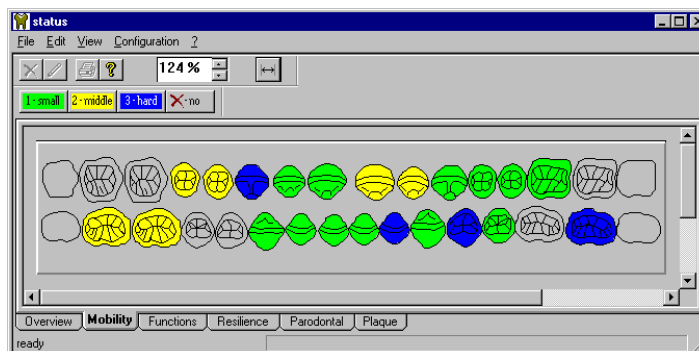 status
File Edit View Configuration ?
? 124 %
1 - small 2 - middle 3 - hard X - no
Overview Mobility Functions Resilience Parodontal Plaque
ready